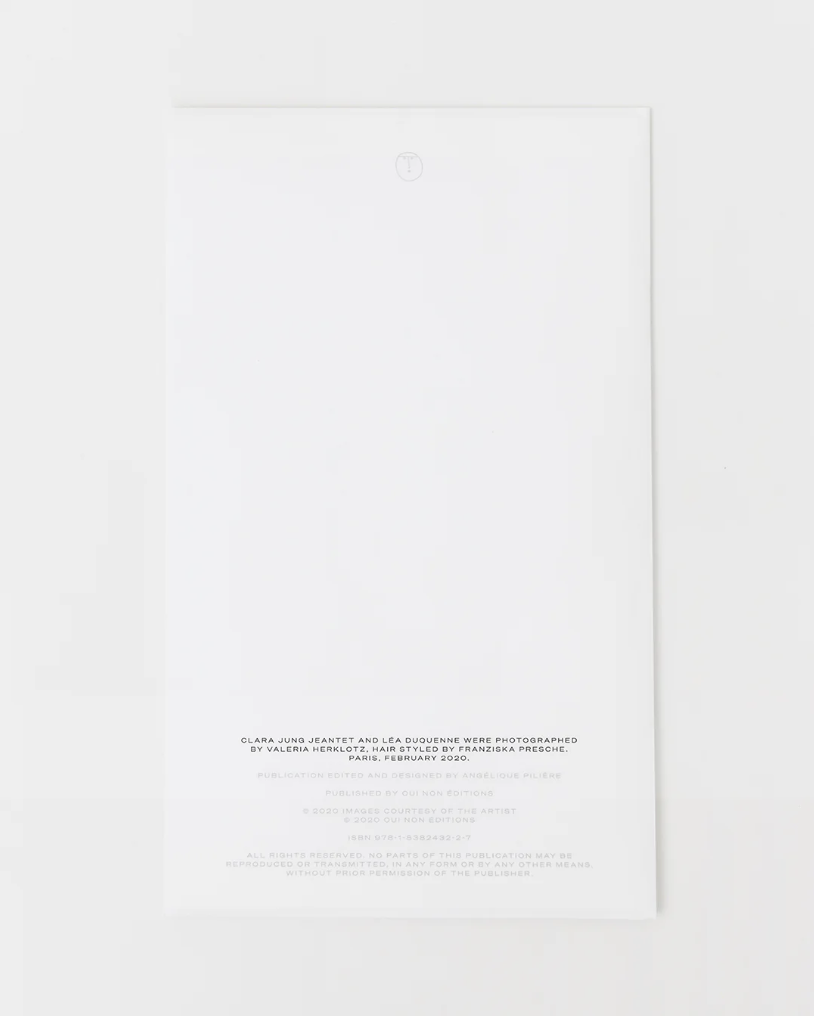 T
CLARA JUNG JEANTET AND LÉA DUQUENNE WERE PHOTOGRAPHED
BY VALERIA HERKLOTZ, HAIR STYLED BY FRANZISKA PRESCHE.
PARIS, FEBRUARY 2020.
PUBLICATION EDITED AND DESIGNED BY ANGÉLIQUE PILIÈRE
PUBLISHED BY OUI NON ÉDITIONS
© 2020 IMAGES COURTESY OF THE ARTIST
© 2020 OUI NON ÉDITIONS
ISBN 978-1-8382432-2-7
ALL RIGHTS RESERVED. NO PARTS OF THIS PUBLICATION MAY BE
REPRODUCED OR TRANSMITTED, IN ANY FORM OR BY ANY OTHER MEANS,
WITHOUT PRIOR PERMISSION OF THE PUBLISHER.